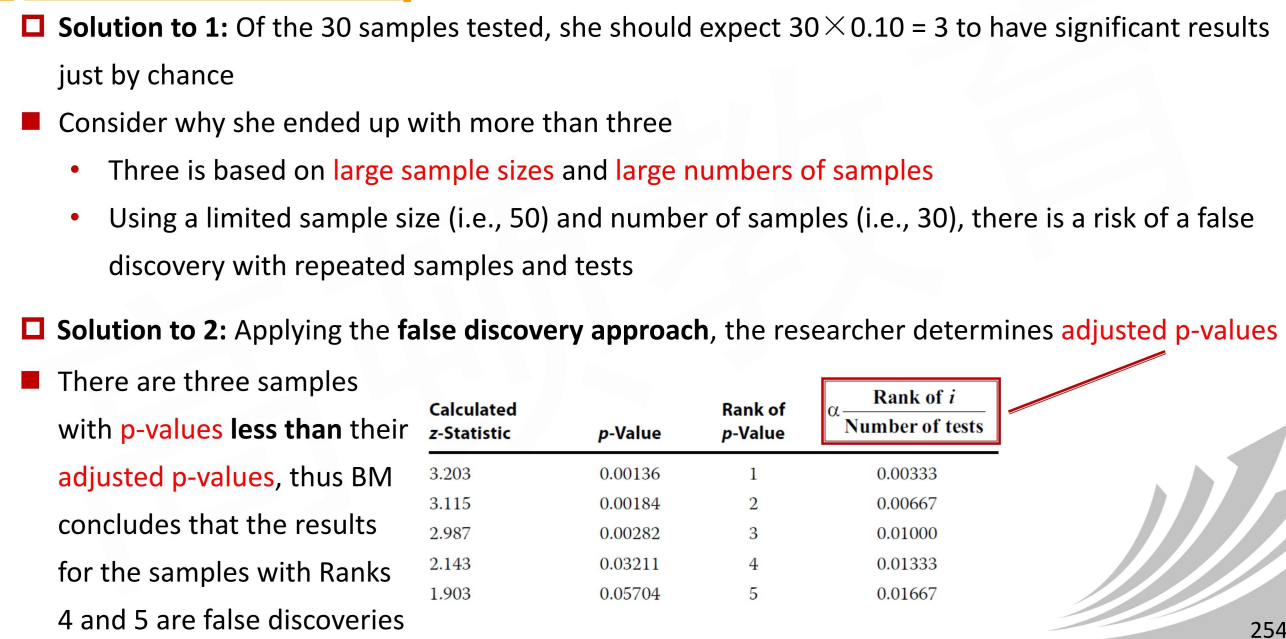 Solution to 1: Of the 30 samples tested, she should expect 30×0.10 = 3 to have significant results
just by chance
Consider why she ended up with more than three
• Three is based on large sample sizes and large numbers of samples
• Using a limited sample size (i.e., 50) and number of samples (i.e., 30), there is a risk of a false
discovery with repeated samples and tests
Solution to 2: Applying the false discovery approach, the researcher determines adjusted p-values
There are three samples
with p-values less than their
adjusted p-values, thus BM
concludes that the results
for the samples with Ranks
4 and 5 are false discoveries
Calculated z-Statistic p-Value Rank of p-Value α Rank of i / Number of tests
3.203 0.00136 1 0.00333
3.115 0.00184 2 0.00667
2.987 0.00282 3 0.01000
2.143 0.03211 4 0.01333
1.903 0.05704 5 0.01667
254